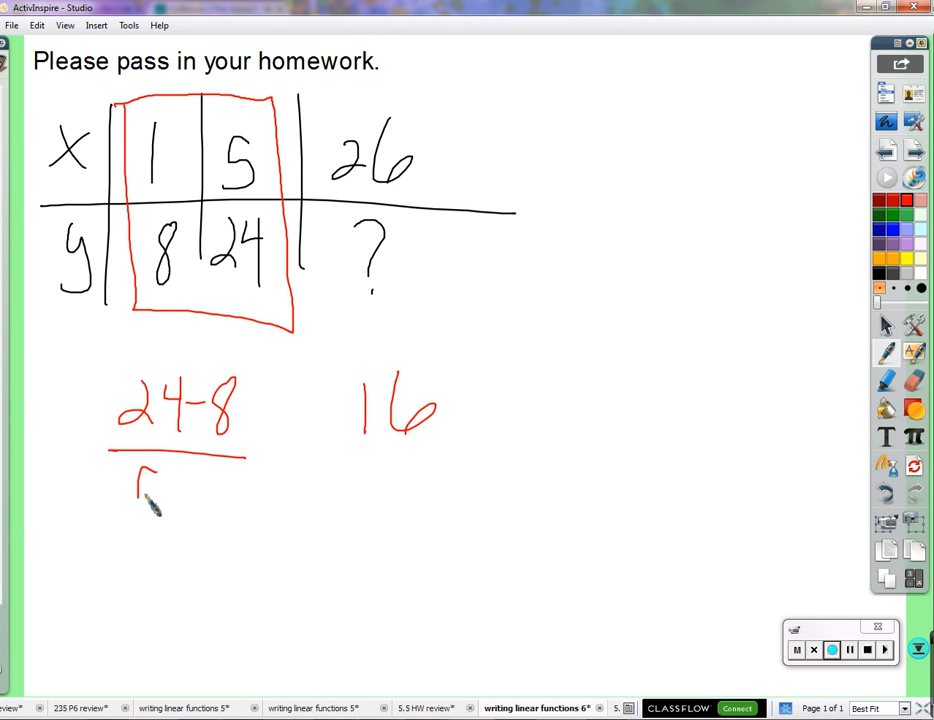 ActivInspire - Studio
File Edit View Insert Tools Help
Please pass in your homework.
x 1 5 26
y 8 24 ?
24-8 16
M
235 P6 review* writing linear functions 5* writing linear functions 5* 5.5 HW review* writing linear functions 6* 5.
CLASSFLOW Connect
Page 1 of 1 Best Fit